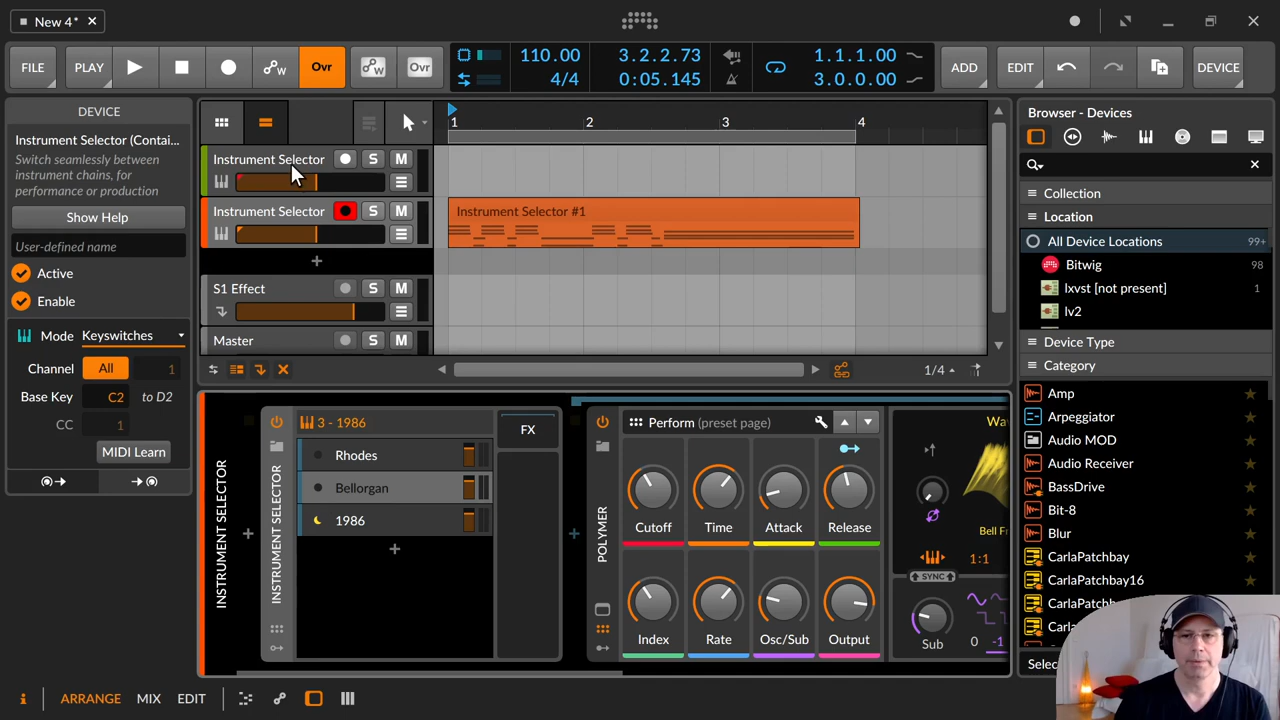 New 4*
FILE
PLAY
Ovr
Ovr
110.00
4/4
3.2.2.73
0:05.145
1.1.1.00
3.0.0.00
ADD
EDIT
DEVICE
DEVICE
Instrument Selector (Contai...
Switch seamlessly between
instrument chains, for
performance or production
Show Help
User-defined name
Active
Enable
Mode Keyswitches
Channel All 1
Base Key C2 to D2
CC 1
MIDI Learn
1 2 3 4
Instrument Selector S M
Instrument Selector S M
Instrument Selector #1
+
S1 Effect S M
Master S M
1/4
INSTRUMENT SELECTOR
INSTRUMENT SELECTOR
3 - 1986
Rhodes
Bellorgan
1986
+
FX
POLYMER
Perform (preset page)
Cutoff Time Attack Release
Index Rate Osc/Sub Output
Bell Fr
1:1
SYNC
Sub
0 -1
Browser - Devices
Collection
Location
All Device Locations 99+
Bitwig 98
lxvst [not present] 1
lv2
Device Type
Category
Amp
Arpeggiator
Audio MOD
Audio Receiver
BassDrive
Bit-8
Blur
CarlaPatchbay
CarlaPatchbay16
ARRANGE MIX EDIT